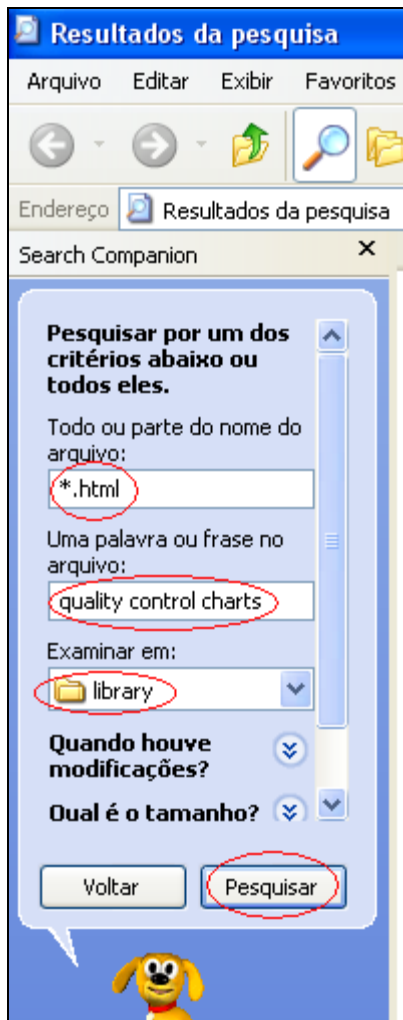 Resultados da pesquisa
Arquivo Editar Exibir Favoritos
Endereço Resultados da pesquisa
Search Companion
Pesquisar por um dos
critérios abaixo ou
todos eles.
Todo ou parte do nome do
arquivo:
*.html
Uma palavra ou frase no
arquivo:
quality control charts
Examinar em:
library
Quando houve
modificações?
Qual é o tamanho?
Voltar Pesquisar